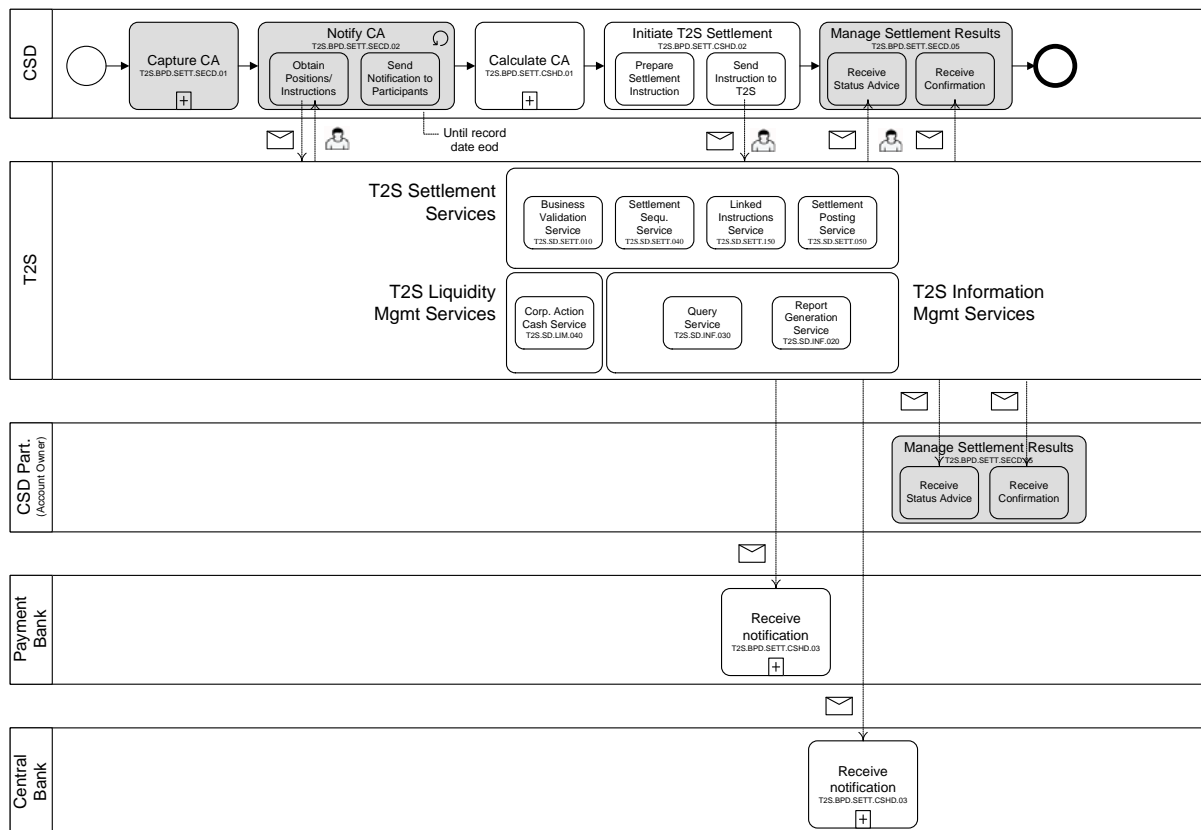 CSD
Capture CA
T2S.BPD.SETT.SECD.01
Notify CA
T2S.BPD.SETT.SECD.02
Obtain
Positions/
Instructions
Send
Notification to
Participants
Calculate CA
T2S.BPD.SETT.CSHD.01
Initiate T2S Settlement
T2S.BPD.SETT.CSHD.02
Prepare
Settlement
Instruction
Send
Instruction to
T2S
Manage Settlement Results
T2S.BPD.SETT.SECD.05
Receive
Status Advice
Receive
Confirmation
Until record
date eod
T2S
T2S Settlement
Services
Business
Validation
Service
T2S.SD.SETT.010
Settlement
Sequ.
Service
T2S.SD.SETT.040
Linked
Instructions
Service
T2S.SD.SETT.150
Settlement
Posting
Service
T2S.SD.SETT.050
T2S Liquidity
Mgmt Services
Corp. Action
Cash Service
T2S.SD.LIM.040
Query
Service
T2S.SD.INF.030
Report
Generation
Service
T2S.SD.INF.020
T2S Information
Mgmt Services
CSD Part.
(Account Owner)
Manage Settlement Results
T2S.BPD.SETT.SECD.05
Receive
Status Advice
Receive
Confirmation
Payment
Bank
Receive
notification
T2S.BPD.SETT.CSHD.03
Central
Bank
Receive
notification
T2S.BPD.SETT.CSHD.03